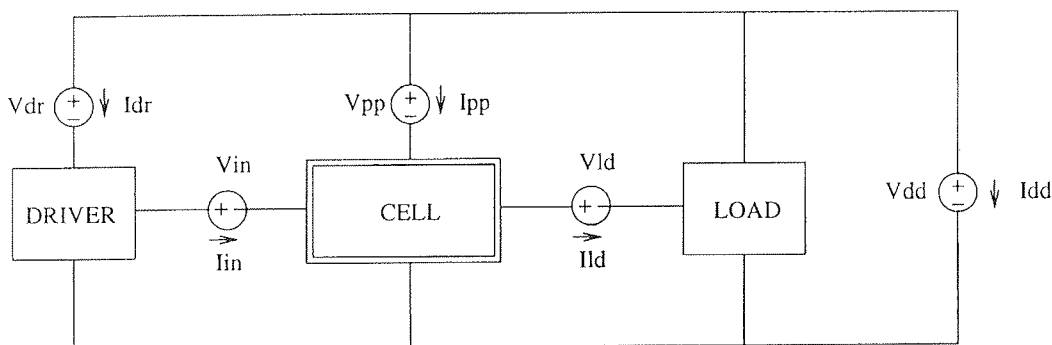 Vdr
+
−
Idr
Vpp
+
−
Ipp
DRIVER
Vin
+−
Iin
CELL
Vld
+−
Ild
LOAD
Vdd
+
−
Idd